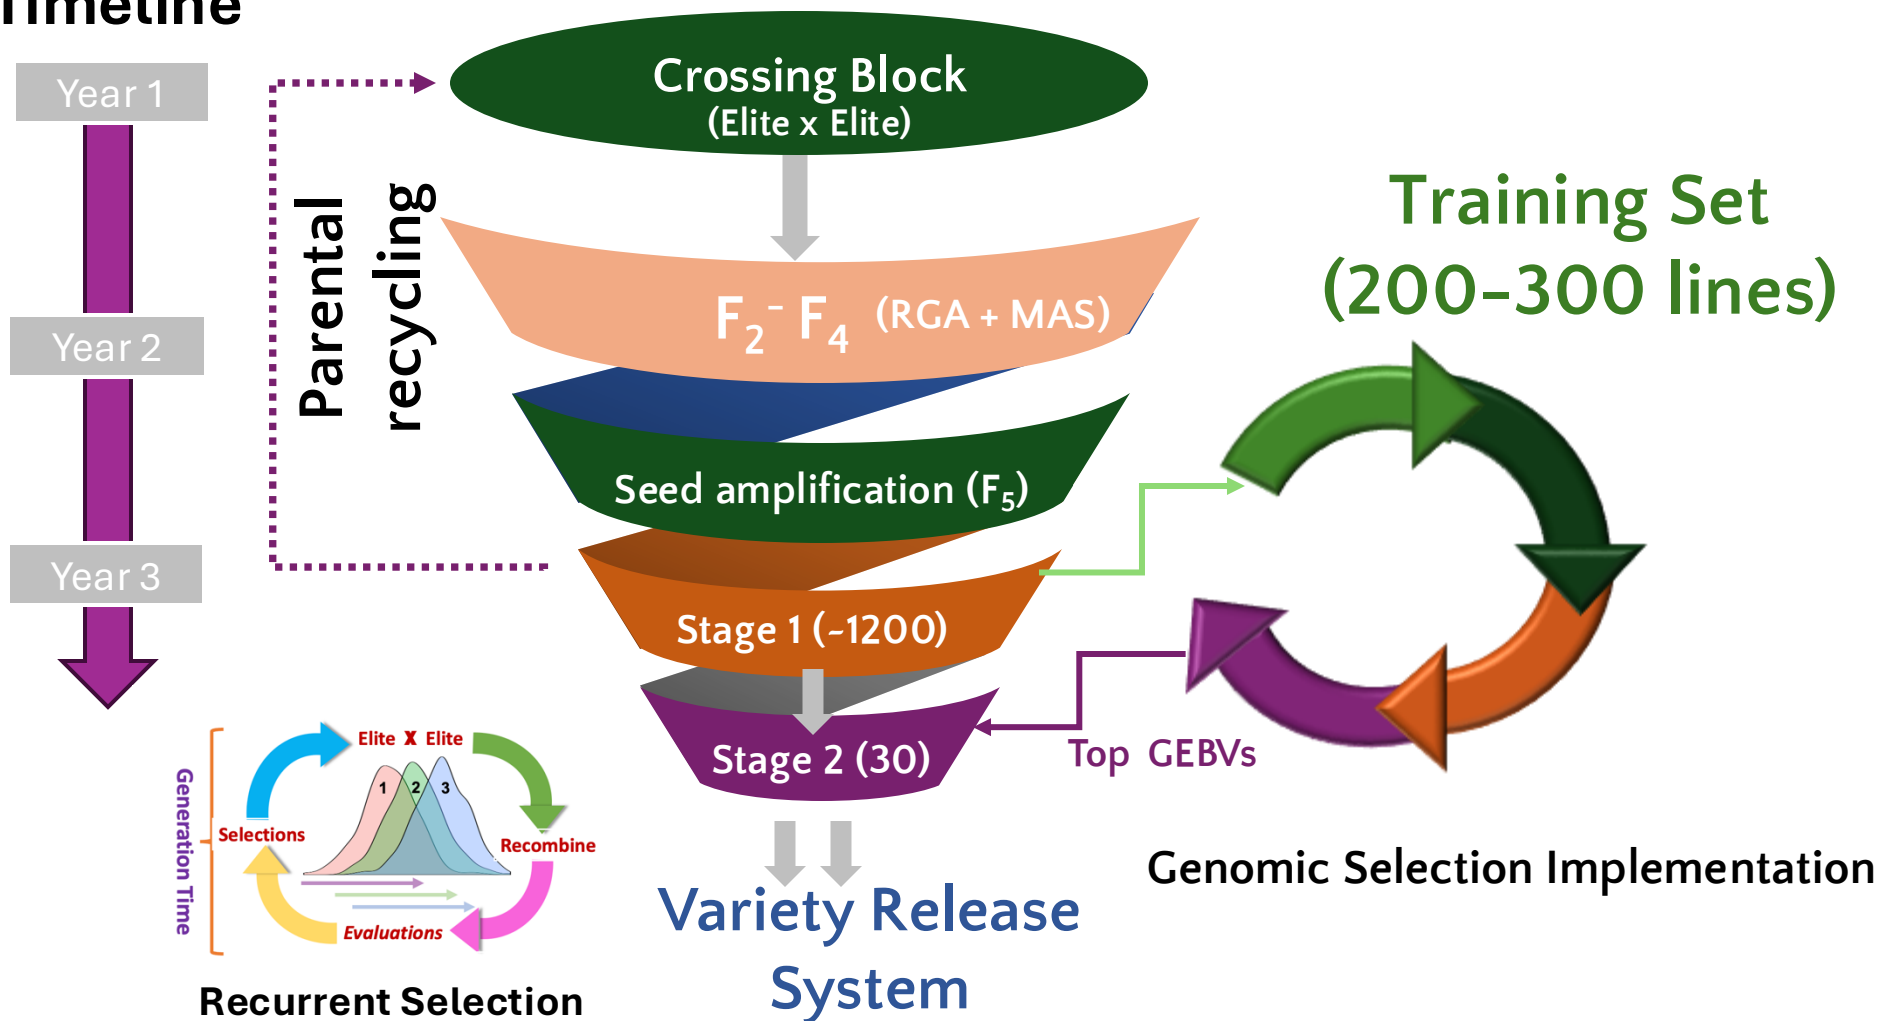 Timeline
Year 1
Year 2
Year 3
Parental
recycling
Crossing Block
(Elite x Elite)
F₂⁻ F₄ (RGA + MAS)
Seed amplification (F₅)
Stage 1 (~1200)
Stage 2 (30)
Variety Release
System
Training Set
(200–300 lines)
Top GEBVs
Genomic Selection Implementation
Generation Time
Elite X Elite
1 2 3
Selections
Recombine
Evaluations
Recurrent Selection